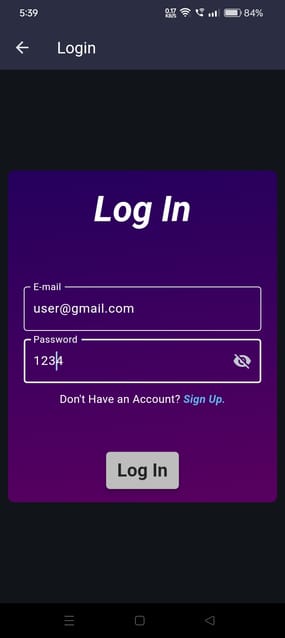 5:39
0.17 KB/S
84%
Login
Log In
E-mail
user@gmail.com
Password
1234
Don't Have an Account? Sign Up.
Log In